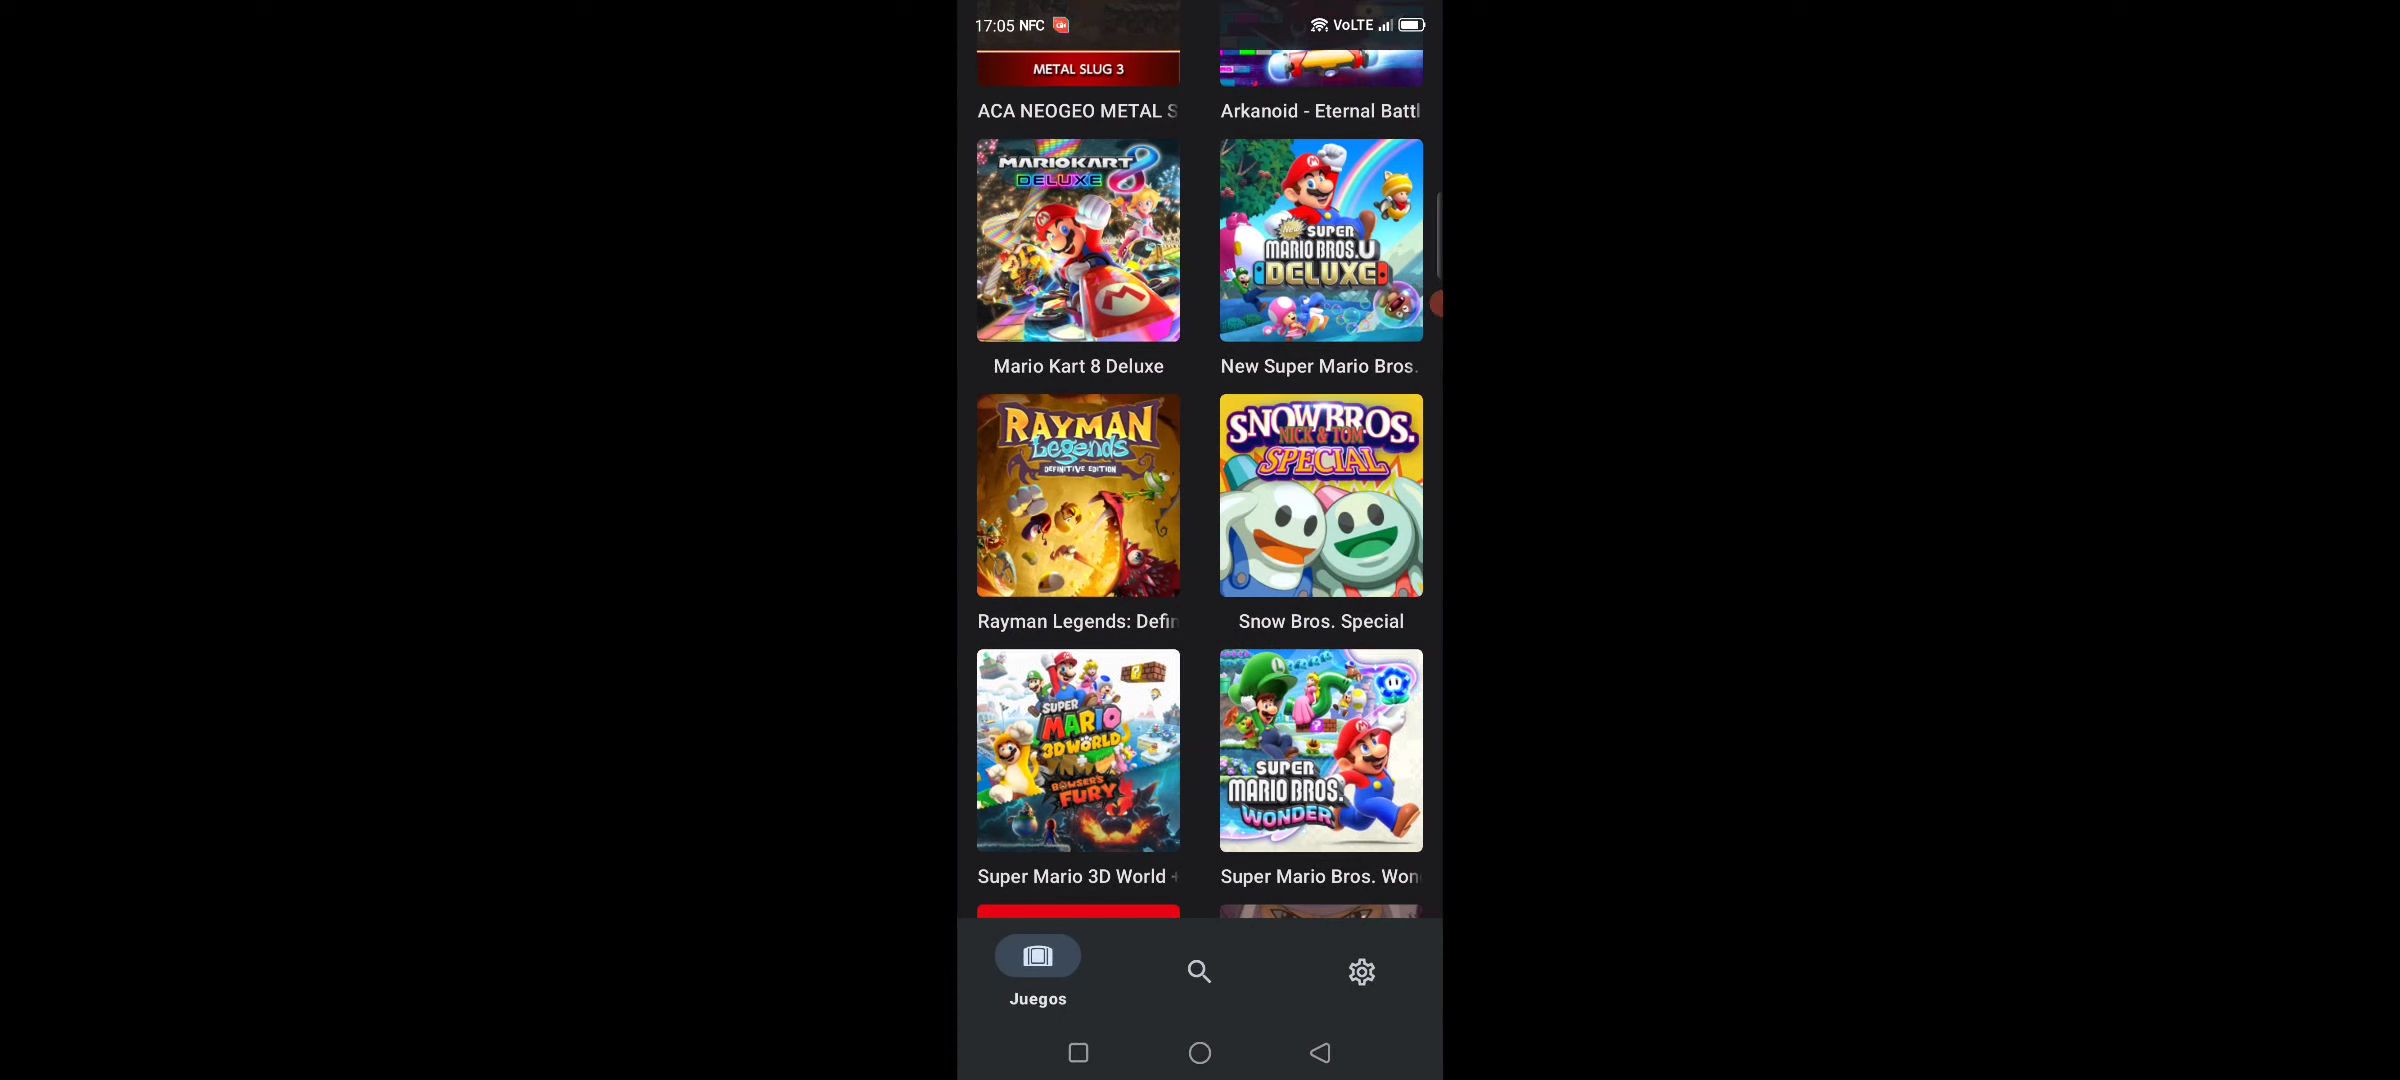 17:05 NFC VoLTE
METAL SLUG 3
ACA NEOGEO METAL S
Arkanoid - Eternal Battl
MARIOKART 8
DELUXE
New SUPER
MARIO BROS. U
DELUXE
Mario Kart 8 Deluxe
New Super Mario Bros.
RAYMAN
Legends
DEFINITIVE EDITION
SNOW BROS.
NICK & TOM
SPECIAL
Rayman Legends: Defin
Snow Bros. Special
SUPER
MARIO
3D WORLD
+
BOWSER'S
FURY
SUPER
MARIO BROS.
WONDER
Super Mario 3D World +
Super Mario Bros. Won
Juegos